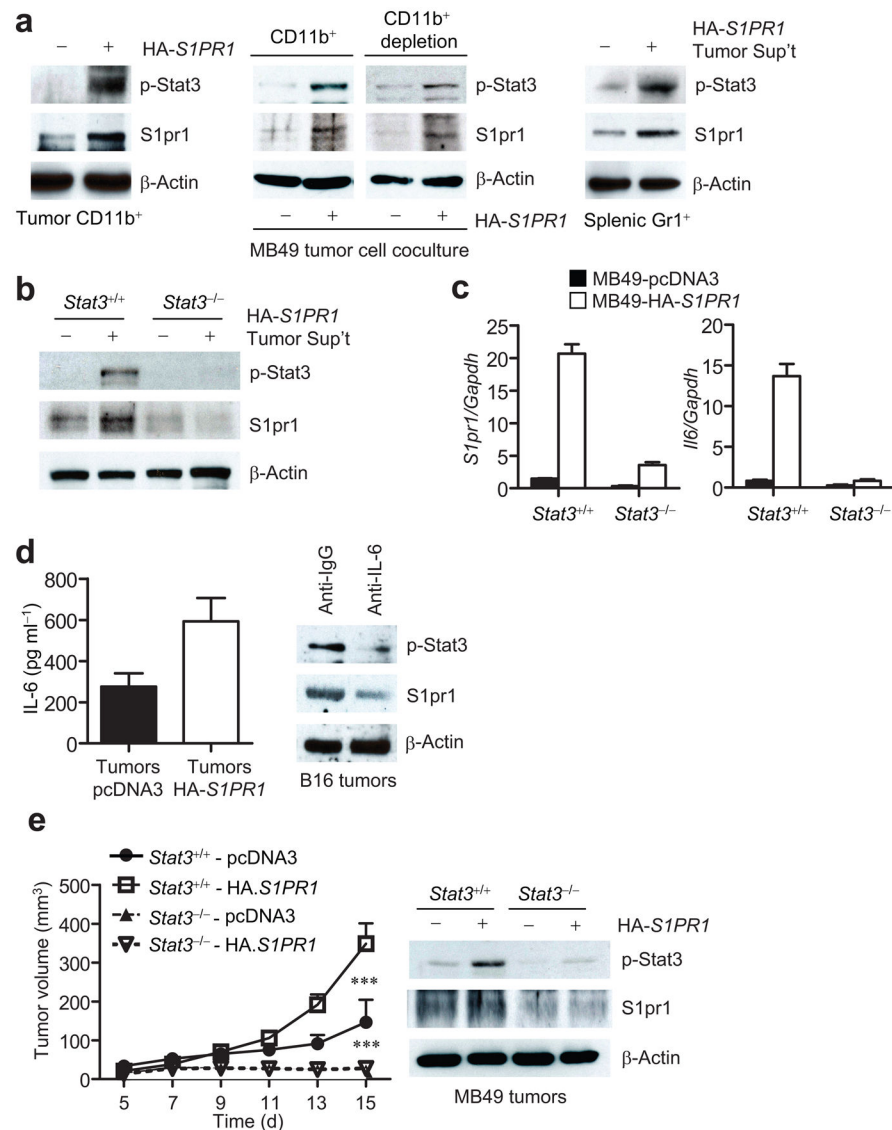 a
− + HA-S1PR1
p-Stat3
S1pr1
β-Actin
Tumor CD11b⁺
CD11b⁺
CD11b⁺
depletion
p-Stat3
S1pr1
β-Actin
− + − + HA-S1PR1
MB49 tumor cell coculture
HA-S1PR1
− + Tumor Sup't
p-Stat3
S1pr1
β-Actin
Splenic Gr1⁺
b
Stat3⁺/⁺ Stat3⁻/⁻
HA-S1PR1
− + − + Tumor Sup't
p-Stat3
S1pr1
β-Actin
c
MB49-pcDNA3
MB49-HA-S1PR1
S1pr1/Gapdh
25
20
15
10
5
0
Stat3⁺/⁺ Stat3⁻/⁻
Il6/Gapdh
20
15
10
5
0
Stat3⁺/⁺ Stat3⁻/⁻
d
IL-6 (pg ml⁻¹)
800
600
400
200
0
Tumors Tumors
pcDNA3 HA-S1PR1
Anti-IgG
Anti-IL-6
p-Stat3
S1pr1
β-Actin
B16 tumors
e
Stat3⁺/⁺ - pcDNA3
Stat3⁺/⁺ - HA.S1PR1
Stat3⁻/⁻ - pcDNA3
Stat3⁻/⁻ - HA.S1PR1
Tumor volume (mm³)
500
400
300
200
100
0
***
***
5 7 9 11 13 15
Time (d)
Stat3⁺/⁺ Stat3⁻/⁻
− + − + HA-S1PR1
p-Stat3
S1pr1
β-Actin
MB49 tumors